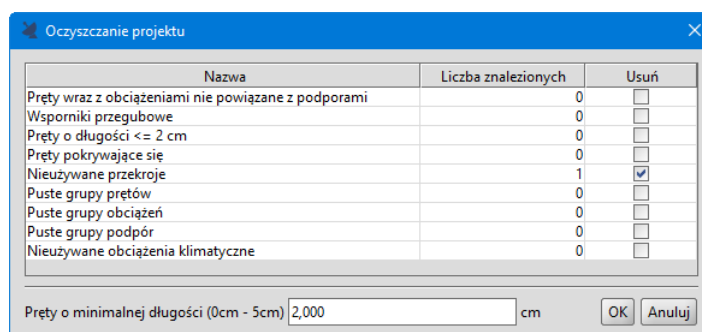 Oczyszczanie projektu
Nazwa Liczba znalezionych Usuń
Pręty wraz z obciążeniami nie powiązane z podporami 0
Wsporniki przegubowe 0
Pręty o długości <= 2 cm 0
Pręty pokrywające się 0
Nieużywane przekroje 1
Puste grupy prętów 0
Puste grupy obciążeń 0
Puste grupy podpór 0
Nieużywane obciążenia klimatyczne 0
Pręty o minimalnej długości (0cm - 5cm) 2,000 cm OK Anuluj